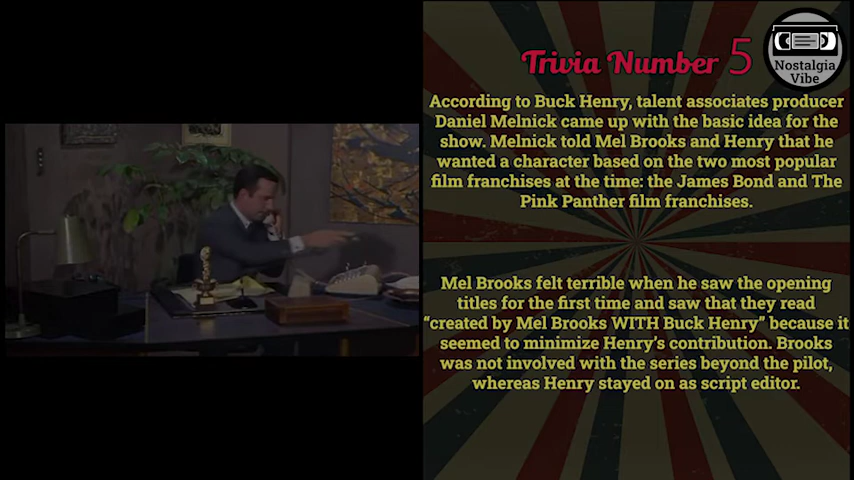 Trivia Number 5
Nostalgia
Vibe
According to Buck Henry, talent associates producer
Daniel Melnick came up with the basic idea for the
show. Melnick told Mel Brooks and Henry that he
wanted a character based on the two most popular
film franchises at the time: the James Bond and The
Pink Panther film franchises.
Mel Brooks felt terrible when he saw the opening
titles for the first time and saw that they read
“created by Mel Brooks WITH Buck Henry” because it
seemed to minimize Henry’s contribution. Brooks
was not involved with the series beyond the pilot,
whereas Henry stayed on as script editor.